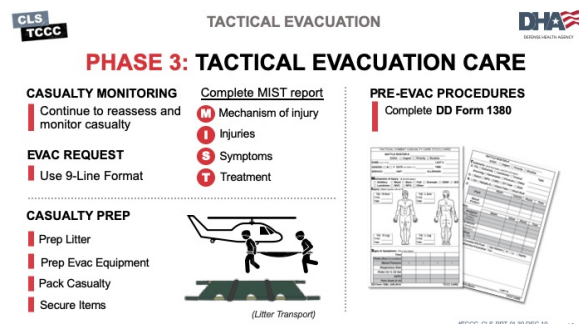 CLS
TCCC
TACTICAL EVACUATION
DHA
DEFENSE HEALTH AGENCY
PHASE 3: TACTICAL EVACUATION CARE
CASUALTY MONITORING
Continue to reassess and
monitor casualty
EVAC REQUEST
Use 9-Line Format
Complete MIST report
M Mechanism of injury
I Injuries
S Symptoms
T Treatment
PRE-EVAC PROCEDURES
Complete DD Form 1380
CASUALTY PREP
Prep Litter
Prep Evac Equipment
Pack Casualty
Secure Items
(Litter Transport)